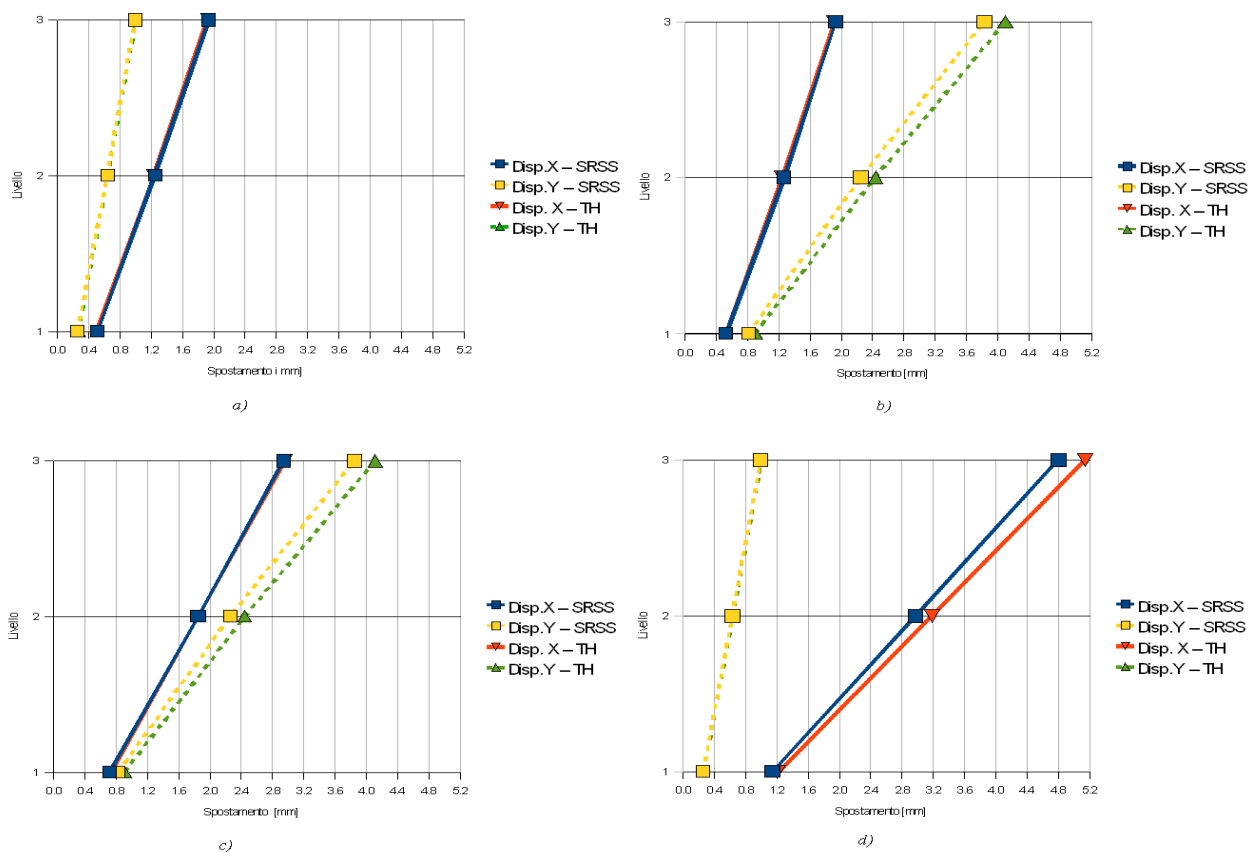 3
2
1
Livello
0.0 0.4 0.8 1.2 1.6 2.0 2.4 2.8 3.2 3.6 4.0 4.4 4.8 5.2
Spostamento i mm]
Disp.X – SRSS
Disp.Y – SRSS
Disp. X – TH
Disp.Y – TH
a)
3
2
1
Livello
0.0 0.4 0.8 1.2 1.6 2.0 2.4 2.8 3.2 3.6 4.0 4.4 4.8 5.2
Spostamento [mm]
Disp.X – SRSS
Disp.Y – SRSS
Disp. X – TH
Disp.Y – TH
b)
3
2
1
Livello
0.0 0.4 0.8 1.2 1.6 2.0 2.4 2.8 3.2 3.6 4.0 4.4 4.8 5.2
Spostamento [mm]
Disp.X – SRSS
Disp.Y – SRSS
Disp. X – TH
Disp.Y – TH
c)
3
2
1
Livello
0.0 0.4 0.8 1.2 1.6 2.0 2.4 2.8 3.2 3.6 4.0 4.4 4.8 5.2
Spostamento [mm]
Disp.X – SRSS
Disp.Y – SRSS
Disp. X – TH
Disp.Y – TH
d)